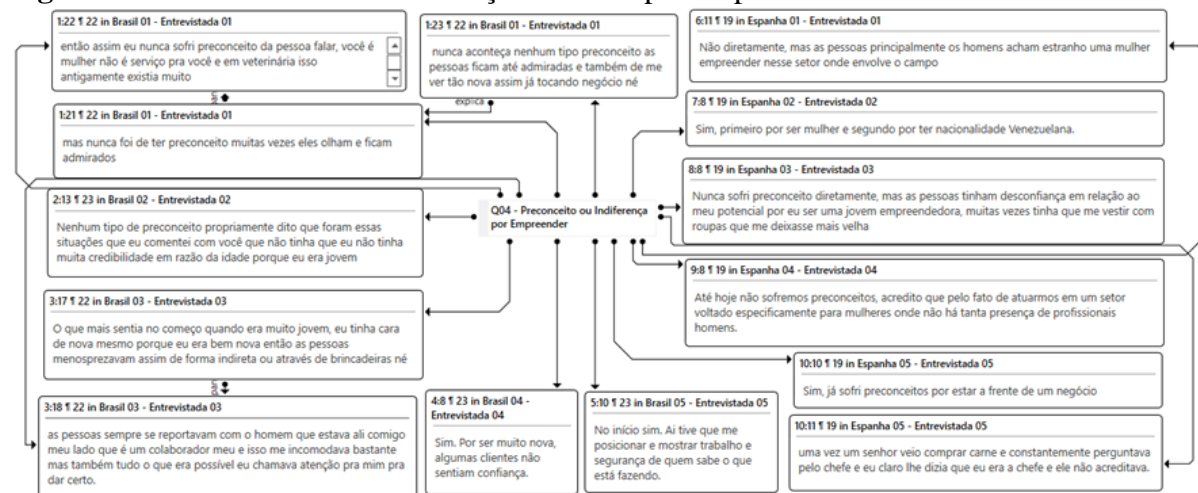 1:22 ¶ 22 in Brasil 01 - Entrevistada 01
então assim eu nunca sofri preconceito da pessoa falar, você é
mulher não é serviço pra você e em veterinária isso
antigamente existia muito
1:23 ¶ 22 in Brasil 01 - Entrevistada 01
nunca aconteça nenhum tipo preconceito as
pessoas ficam até admiradas e também de me
ver tão nova assim já tocando negócio né
explica
6:11 ¶ 19 in Espanha 01 - Entrevistada 01
Não diretamente, mas as pessoas principalmente os homens acham estranho uma mulher
empreender nesse setor onde envolve o campo
1:21 ¶ 22 in Brasil 01 - Entrevistada 01
mas nunca foi de ter preconceito muitas vezes eles olham e ficam
admirados
7:8 ¶ 19 in Espanha 02 - Entrevistada 02
Sim, primeiro por ser mulher e segundo por ter nacionalidade Venezuelana.
2:13 ¶ 23 in Brasil 02 - Entrevistada 02
Nenhum tipo de preconceito propriamente dito que foram essas
situações que eu comentei com você que não tinha que eu não tinha
muita credibilidade em razão da idade porque eu era jovem
Q04 - Preconceito ou Indiferença
por Empreender
8:8 ¶ 19 in Espanha 03 - Entrevistada 03
Nunca sofri preconceito diretamente, mas as pessoas tinham desconfiança em relação ao
meu potencial por eu ser uma jovem empreendedora, muitas vezes tinha que me vestir com
roupas que me deixasse mais velha
3:17 ¶ 22 in Brasil 03 - Entrevistada 03
O que mais sentia no começo quando era muito jovem, eu tinha cara
de nova mesmo porque eu era bem nova então as pessoas
menosprezavam assim de forma indireta ou através de brincadeiras né
9:8 ¶ 19 in Espanha 04 - Entrevistada 04
Até hoje não sofremos preconceitos, acredito que pelo fato de atuarmos em um setor
voltado especificamente para mulheres onde não há tanta presença de profissionais
homens.
3:18 ¶ 22 in Brasil 03 - Entrevistada 03
as pessoas sempre se reportavam com o homem que estava ali comigo
meu lado que é um colaborador meu e isso me incomodava bastante
mas também tudo o que era possível eu chamava atenção pra mim pra
dar certo.
4:8 ¶ 23 in Brasil 04 -
Entrevistada 04
Sim. Por ser muito nova,
algumas clientes não
sentiam confiança.
5:10 ¶ 23 in Brasil 05 - Entrevistada 05
No início sim. Ai tive que me
posicionar e mostrar trabalho e
segurança de quem sabe o que
está fazendo.
10:10 ¶ 19 in Espanha 05 - Entrevistada 05
Sim, já sofri preconceitos por estar a frente de um negócio
10:11 ¶ 19 in Espanha 05 - Entrevistada 05
uma vez um senhor veio comprar carne e constantemente perguntava
pelo chefe e eu claro lhe dizia que eu era a chefe e ele não acreditava.